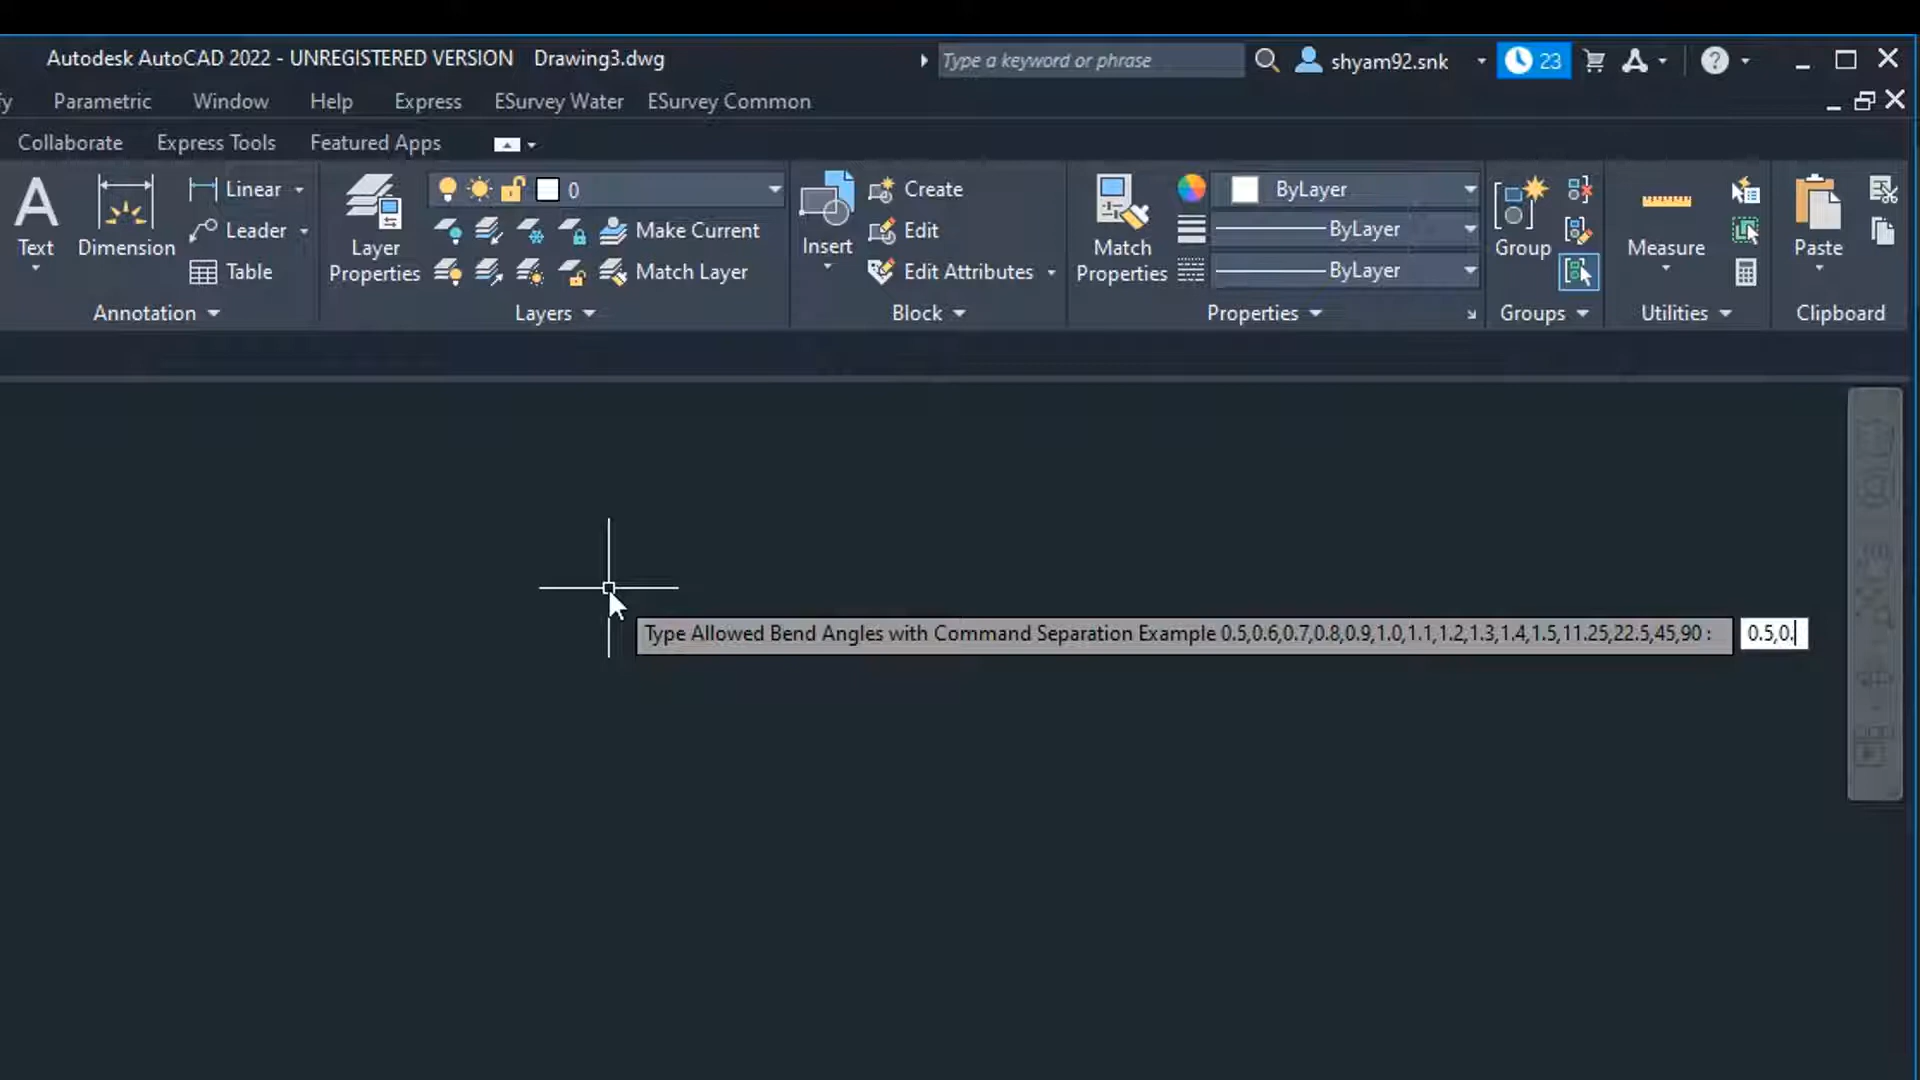 Autodesk AutoCAD 2022 - UNREGISTERED VERSION Drawing3.dwg Type a keyword or phrase shyam92.snk 23
fy Parametric Window Help Express ESurvey Water ESurvey Common
Collaborate Express Tools Featured Apps
Linear 0 Create ByLayer
Text Dimension Leader Layer Properties Make Current Insert Edit Match Properties ByLayer Group Measure Paste
Table Match Layer Edit Attributes ByLayer
Annotation Layers Block Properties Groups Utilities Clipboard
Type Allowed Bend Angles with Command Separation Example 0.5,0.6,0.7,0.8,0.9,1.0,1.1,1.2,1.3,1.4,1.5,11.25,22.5,45,90 : 0.5,0.